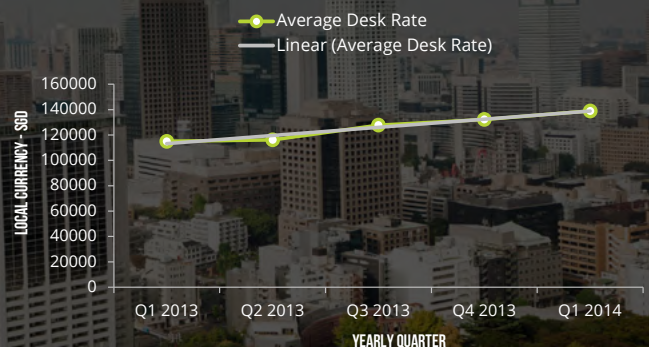 Average Desk Rate
Linear (Average Desk Rate)
LOCAL CURRENCY - SGD
160000
140000
120000
100000
80000
60000
40000
20000
0
Q1 2013 Q2 2013 Q3 2013 Q4 2013 Q1 2014
YEARLY QUARTER